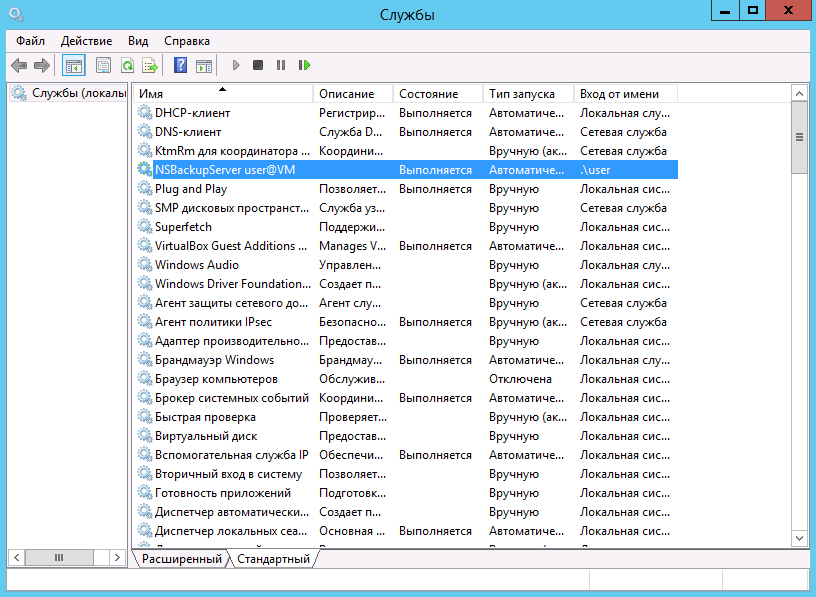 Службы
Файл Действие Вид Справка
Службы (локалы
Имя Описание Состояние Тип запуска Вход от имени
DHCP-клиент Регистрир... Выполняется Автоматиче... Локальная слу...
DNS-клиент Служба D... Выполняется Автоматиче... Сетевая служба
KtmRm для координатора ... Координи... Вручную (ак... Сетевая служба
NSBackupServer user@VM Выполняется Автоматиче... .\user
Plug and Play Позволяет... Выполняется Вручную Локальная сис...
SMP дисковых пространст... Служба уз... Вручную Сетевая служба
Superfetch Поддержи... Вручную Локальная сис...
VirtualBox Guest Additions ... Manages V... Выполняется Автоматиче... Локальная сис...
Windows Audio Управлен... Вручную Локальная слу...
Windows Driver Foundation... Создает п... Вручную (ак... Локальная сис...
Агент защиты сетевого до... Агент слу... Вручную Сетевая служба
Агент политики IPsec Безопасно... Выполняется Вручную (ак... Сетевая служба
Адаптер производительно... Предостав... Вручную Локальная сис...
Брандмауэр Windows Брандмау... Выполняется Автоматиче... Локальная слу...
Браузер компьютеров Обслужив... Отключена Локальная сис...
Брокер системных событий Координи... Выполняется Автоматиче... Локальная сис...
Быстрая проверка Проверяет... Вручную (ак... Локальная сис...
Виртуальный диск Предостав... Вручную Локальная сис...
Вспомогательная служба IP Обеспечи... Выполняется Автоматиче... Локальная сис...
Вторичный вход в систему Позволяет... Вручную Локальная сис...
Готовность приложений Подготовк... Вручную Локальная сис...
Диспетчер автоматически... Создает п... Вручную Локальная сис...
Диспетчер локальных сеа... Основная ... Выполняется Автоматиче... Локальная сис...
Расширенный Стандартный